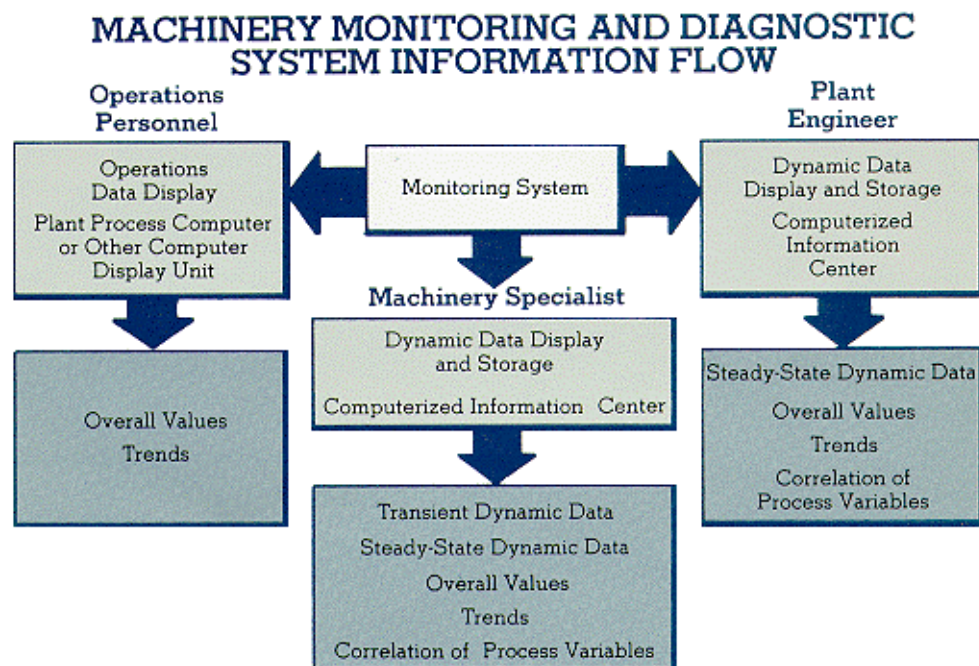 MACHINERY MONITORING AND DIAGNOSTIC
SYSTEM INFORMATION FLOW
Operations
Personnel
Operations
Data Display
Plant Process Computer
or Other Computer
Display Unit
Overall Values
Trends
Monitoring System
Machinery Specialist
Dynamic Data Display
and Storage
Computerized Information Center
Transient Dynamic Data
Steady-State Dynamic Data
Overall Values
Trends
Correlation of Process Variables
Plant
Engineer
Dynamic Data
Display and Storage
Computerized
Information
Center
Steady-State Dynamic Data
Overall Values
Trends
Correlation of
Process Variables